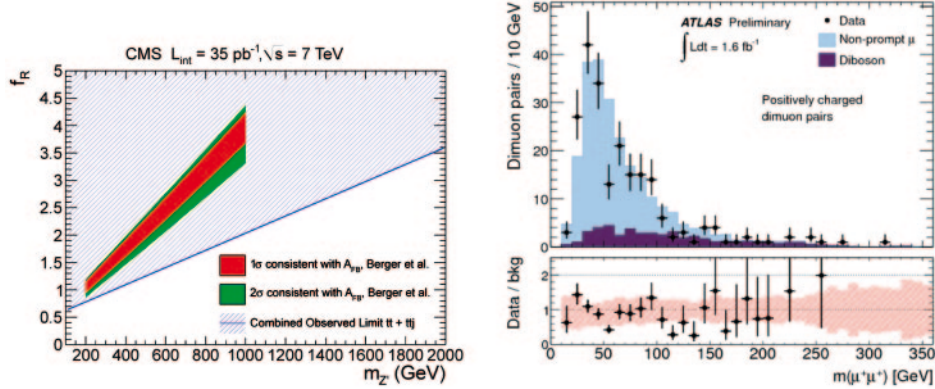 CMS L_int = 35 pb⁻¹, √s = 7 TeV
f_R
5
4.5
4
3.5
3
2.5
2
1.5
1
0.5
0
1σ consistent with A_FB, Berger et al.
2σ consistent with A_FB, Berger et al.
Combined Observed Limit tt + ttj
200 400 600 800 1000 1200 1400 1600 1800 2000
m_Z' (GeV)
Dimuon pairs / 10 GeV
50
40
30
20
10
0
ATLAS Preliminary
∫Ldt = 1.6 fb⁻¹
Data
Non-prompt μ
Diboson
Positively charged
dimuon pairs
Data / bkg
2
1
0
0 50 100 150 200 250 300 350
m(μ⁺μ⁺) [GeV]